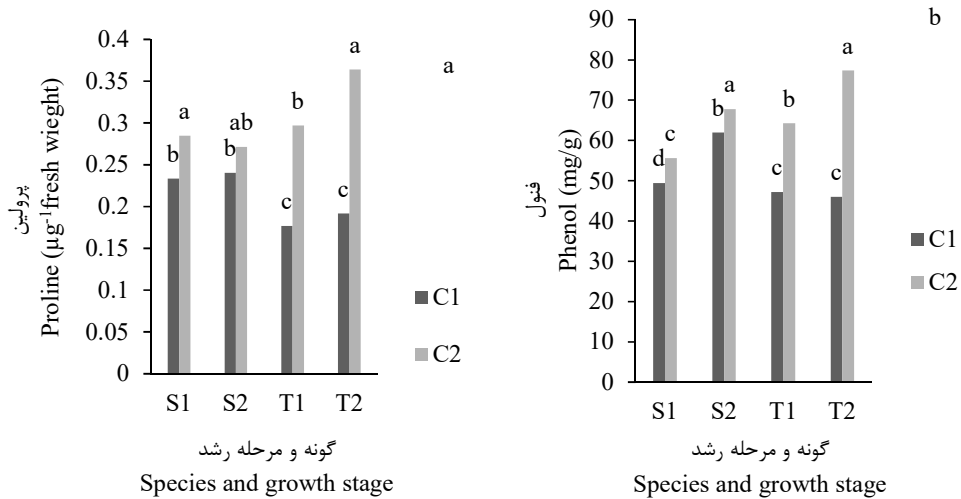 a
پرولین
Proline (µg⁻¹fresh wieght)
0.4
0.35
0.3
0.25
0.2
0.15
0.1
0.05
0
b a b ab c b c a
S1 S2 T1 T2
C1
C2
گونه و مرحله رشد
Species and growth stage
b
فنول
Phenol (mg/g)
90
80
70
60
50
40
30
20
10
0
d c b a c b c a
S1 S2 T1 T2
C1
C2
گونه و مرحله رشد
Species and growth stage